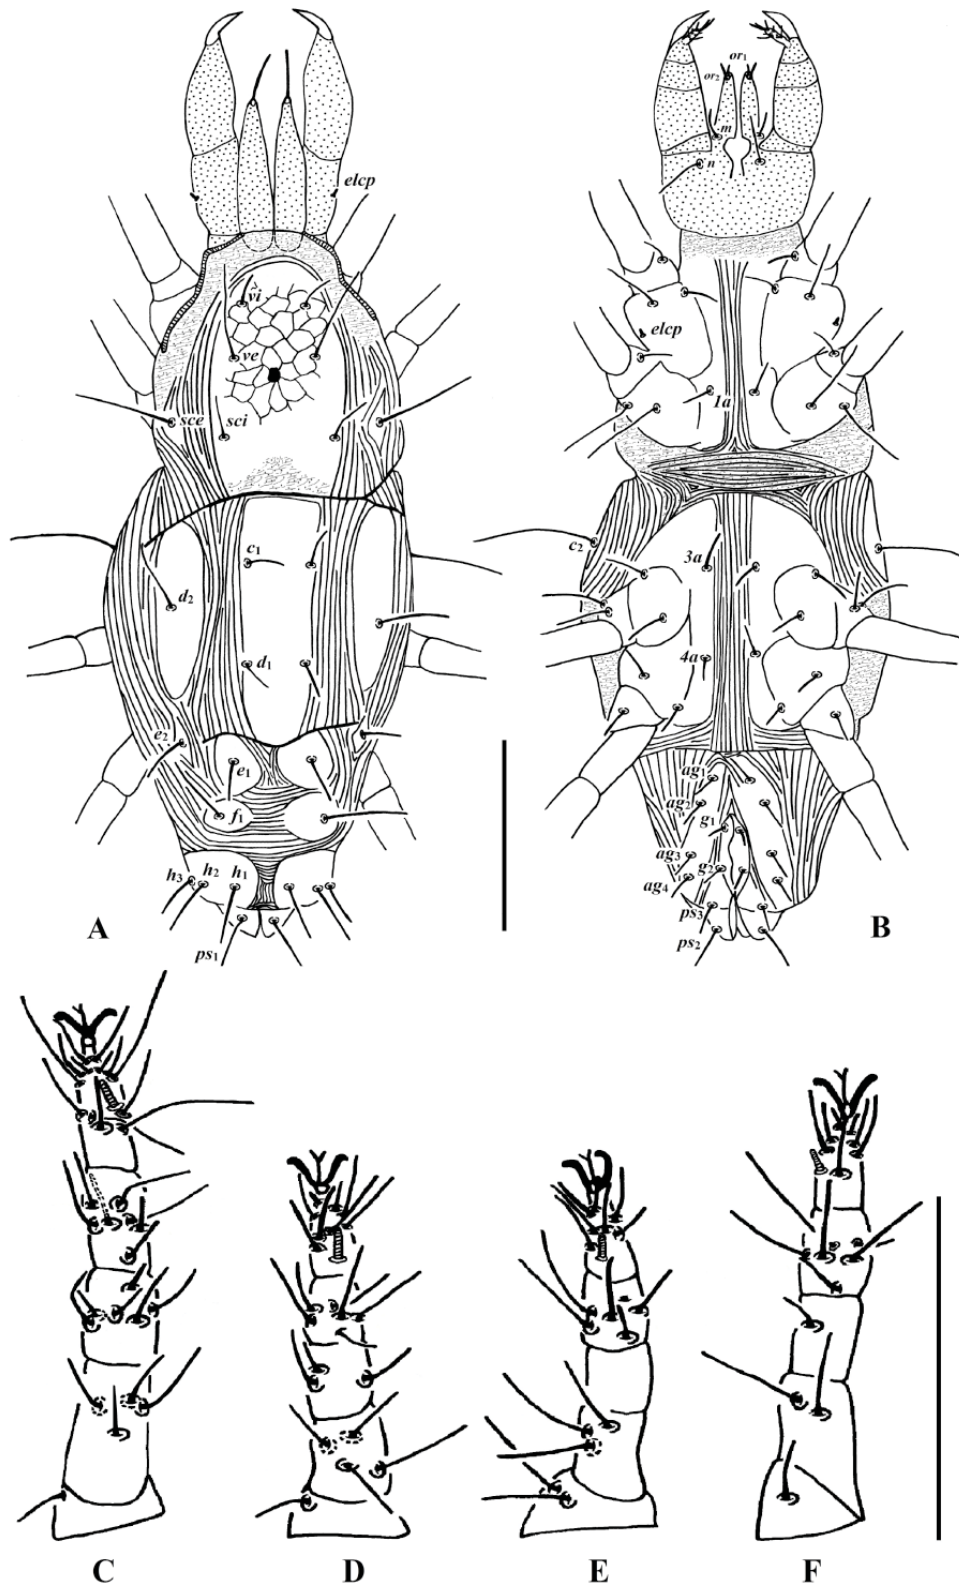 elcp
vi
ve
sce
sci
c1
d2
d1
e2
e1
f1
h3
h2
h1
ps1
A
or1
or2
m
n
elcp
1a
c2
3a
4a
ag1
ag2
g1
ag3
g2
ag4
ps3
ps2
B
C
D
E
F